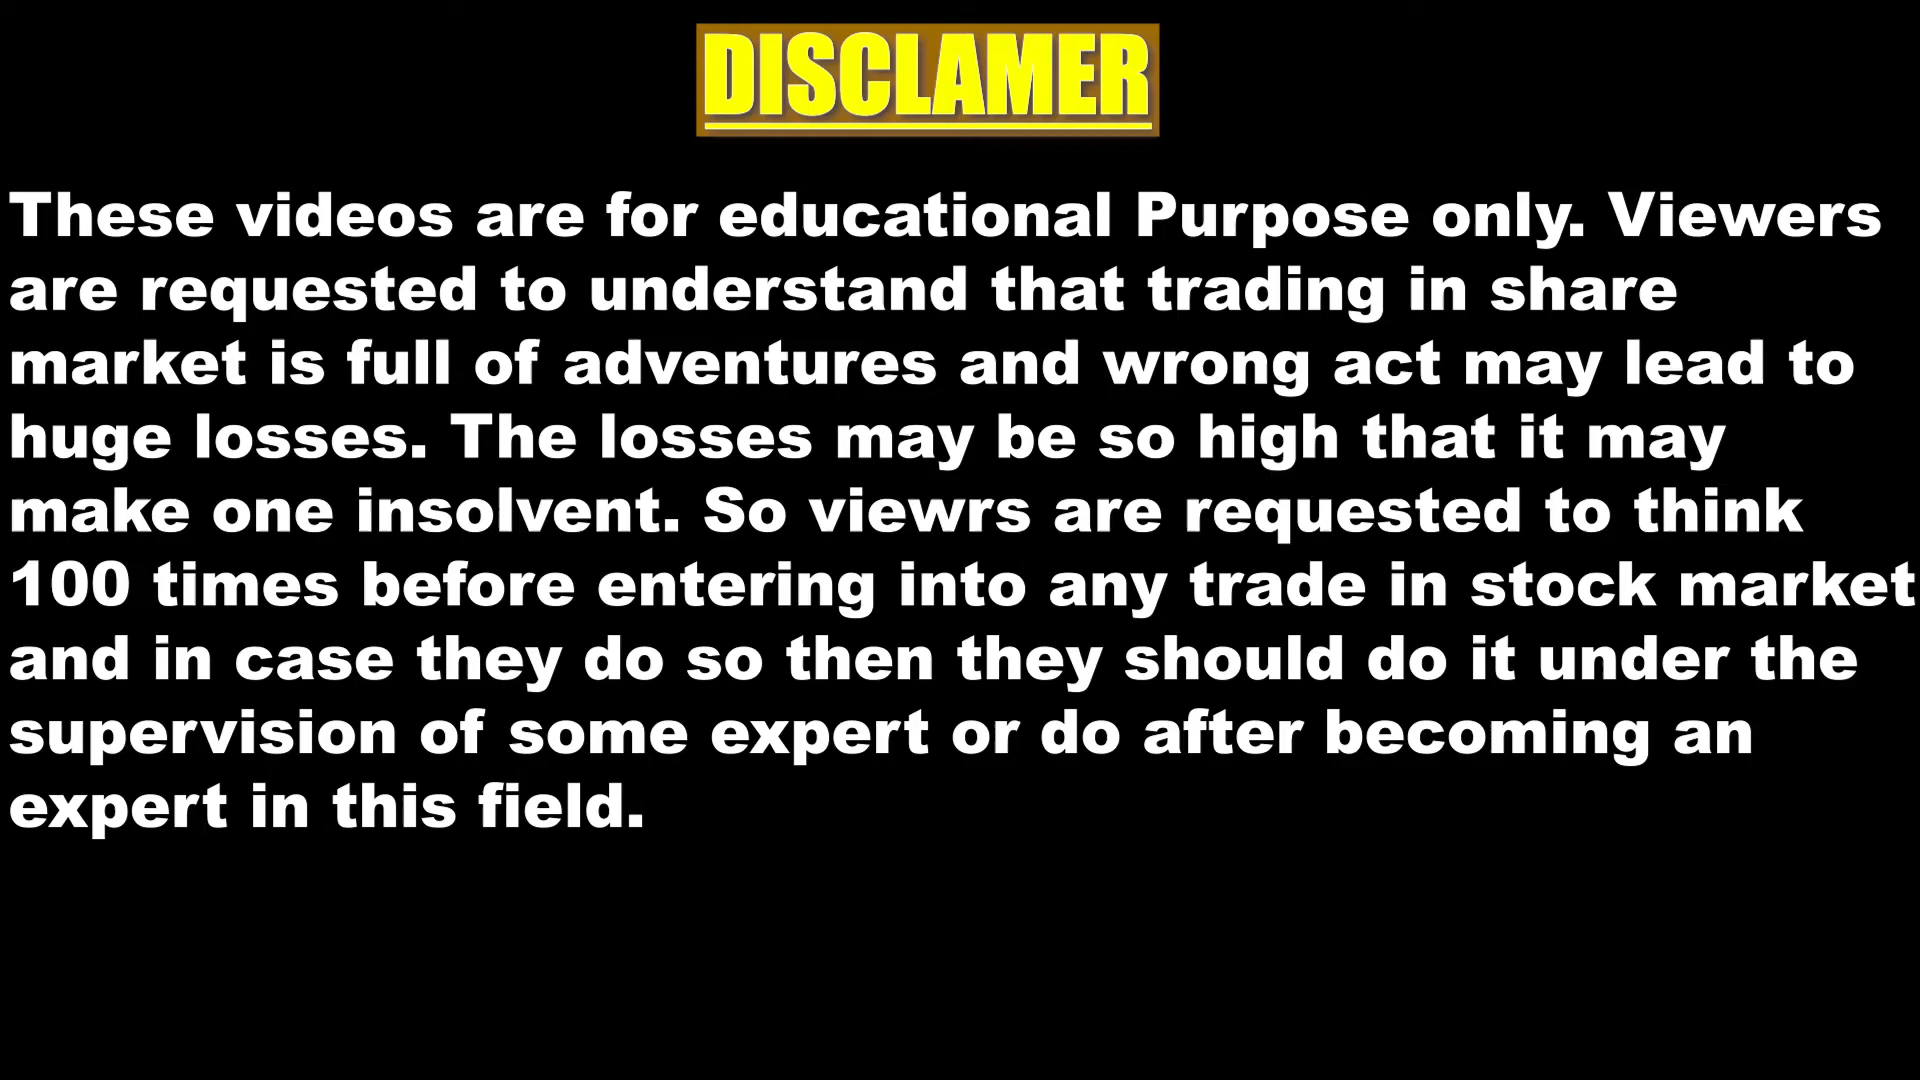 DISCLAMER
These videos are for educational Purpose only. Viewers
are requested to understand that trading in share
market is full of adventures and wrong act may lead to
huge losses. The losses may be so high that it may
make one insolvent. So viewrs are requested to think
100 times before entering into any trade in stock market
and in case they do so then they should do it under the
supervision of some expert or do after becoming an
expert in this field.